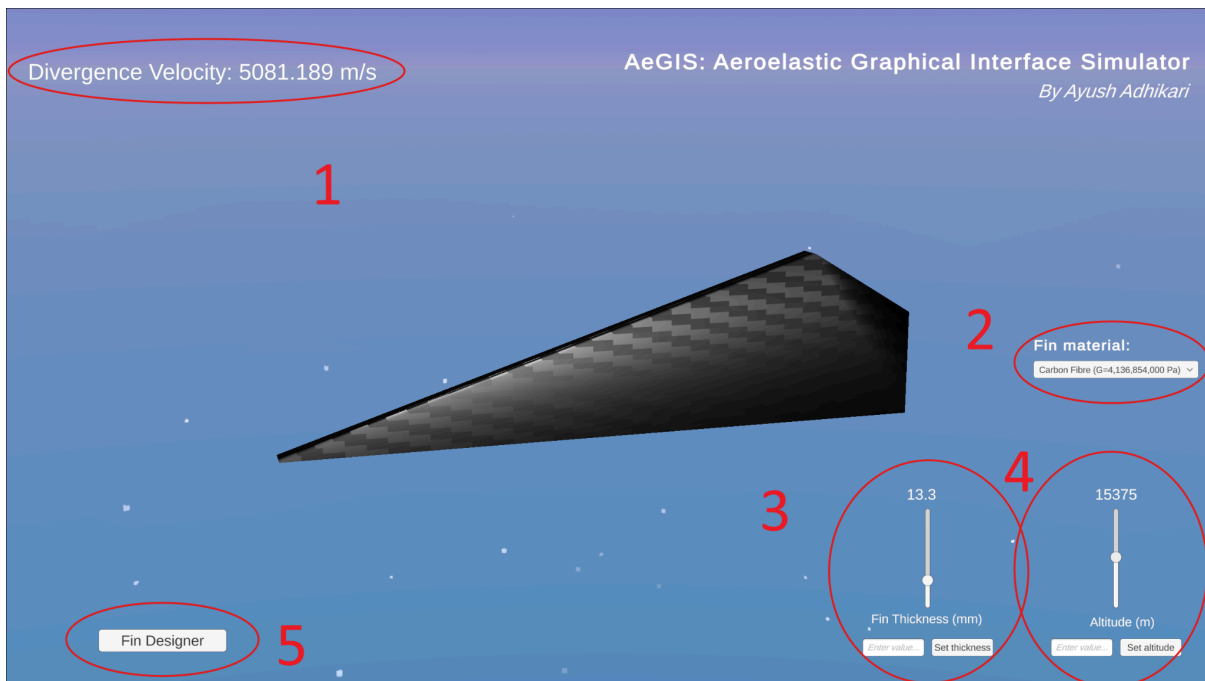 Divergence Velocity: 5081.189 m/s
AeGIS: Aeroelastic Graphical Interface Simulator
By Ayush Adhikari
1
2
Fin material:
Carbon Fibre (G=4,136,854,000 Pa)
3
13.3
Fin Thickness (mm)
Enter value...
Set thickness
4
15375
Altitude (m)
Enter value...
Set altitude
Fin Designer
5